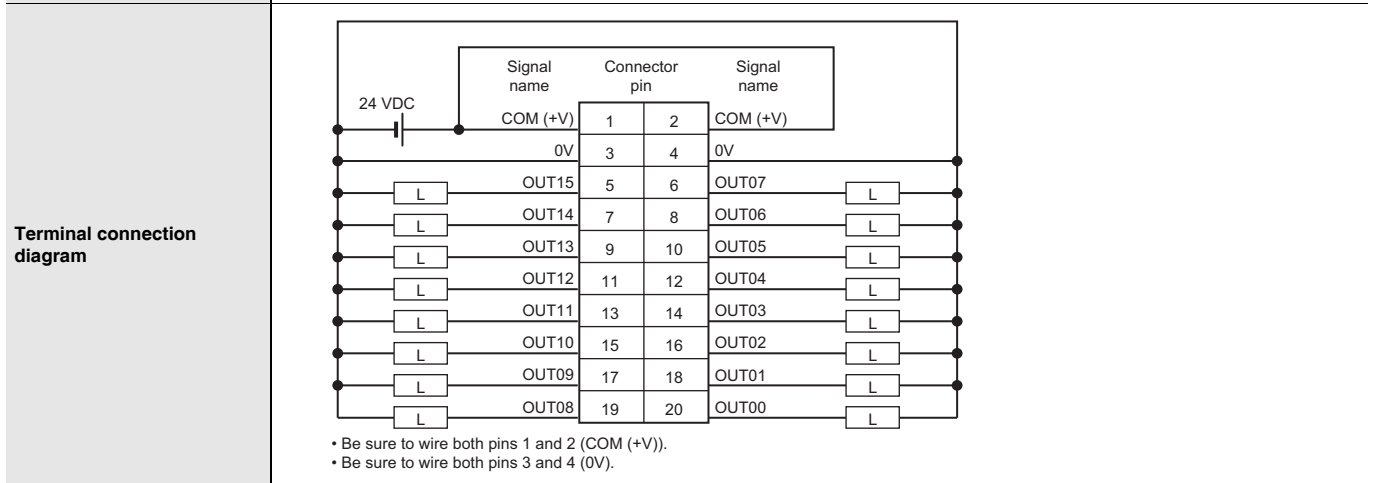 Terminal connection
diagram
Signal name Connector pin Signal name
24 VDC
COM (+V) 1 2 COM (+V)
0V 3 4 0V
L OUT15 5 6 OUT07 L
L OUT14 7 8 OUT06 L
L OUT13 9 10 OUT05 L
L OUT12 11 12 OUT04 L
L OUT11 13 14 OUT03 L
L OUT10 15 16 OUT02 L
L OUT09 17 18 OUT01 L
L OUT08 19 20 OUT00 L
• Be sure to wire both pins 1 and 2 (COM (+V)).
• Be sure to wire both pins 3 and 4 (0V).